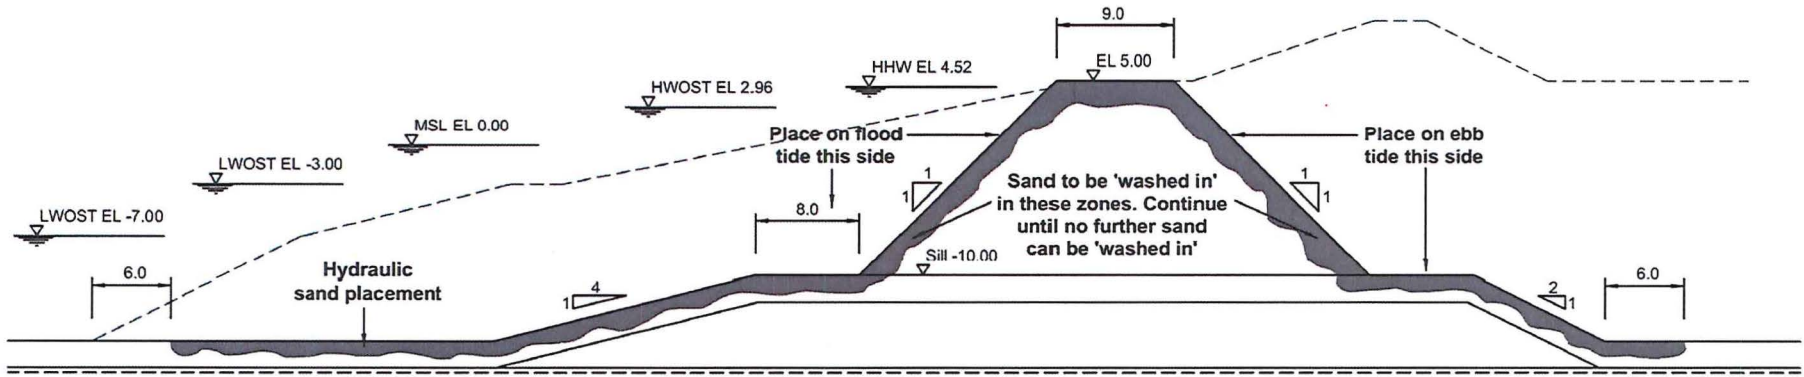 9.0
EL 5.00
HHW EL 4.52
HWOST EL 2.96
MSL EL 0.00
LWOST EL -3.00
LWOST EL -7.00
Place on flood
tide this side
Place on ebb
tide this side
1
1
1
1
Sand to be 'washed in'
in these zones. Continue
until no further sand
can be 'washed in'
8.0
Sill -10.00
6.0
Hydraulic
sand placement
4
1
2
1
6.0